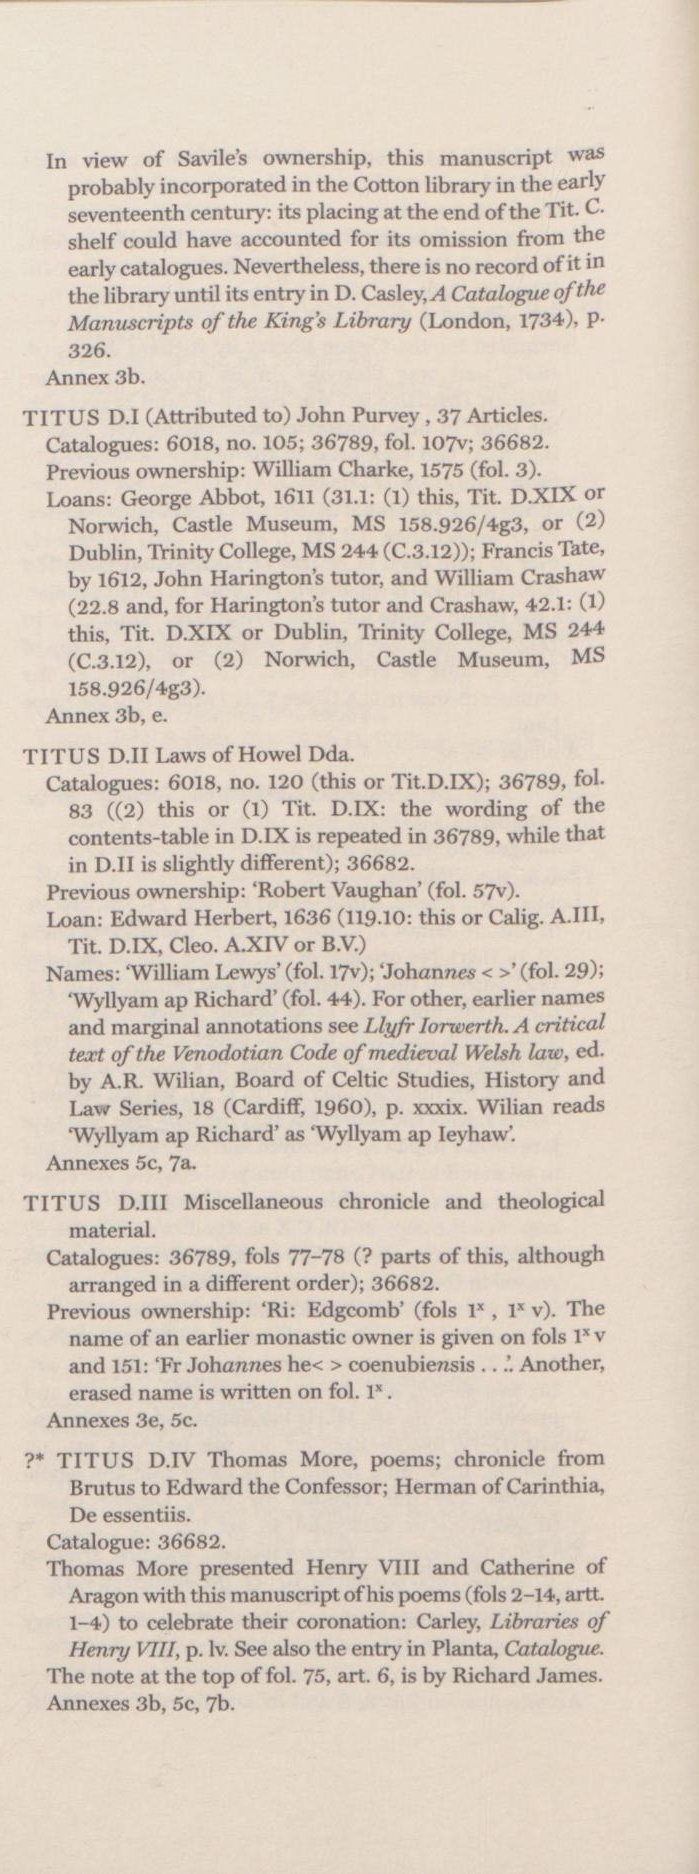 In view of Savile's ownership, this manuscript was
probably incorporated in the Cotton library in the early
seventeenth century: its placing at the end of the Tit. C.
shelf could have accounted for its omission from the
early catalogues. Nevertheless, there is no record of it in
the library until its entry in D. Casley, A Catalogue of the
Manuscripts of the King's Library (London, 1734), p.
326.
Annex 3b.
TITUS D.I (Attributed to) John Purvey , 37 Articles.
Catalogues: 6018, no. 105; 36789, fol. 107v; 36682.
Previous ownership: William Charke, 1575 (fol. 3).
Loans: George Abbot, 1611 (31.1: (1) this, Tit. D.XIX or
Norwich, Castle Museum, MS 158.926/4g3, or (2)
Dublin, Trinity College, MS 244 (C.3.12)); Francis Tate,
by 1612, John Harington's tutor, and William Crashaw
(22.8 and, for Harington's tutor and Crashaw, 42.1: (1)
this, Tit. D.XIX or Dublin, Trinity College, MS 244
(C.3.12), or (2) Norwich, Castle Museum, MS
158.926/4g3).
Annex 3b, e.
TITUS D.II Laws of Howel Dda.
Catalogues: 6018, no. 120 (this or Tit.D.IX); 36789, fol.
83 ((2) this or (1) Tit. D.IX: the wording of the
contents-table in D.IX is repeated in 36789, while that
in D.II is slightly different); 36682.
Previous ownership: 'Robert Vaughan' (fol. 57v).
Loan: Edward Herbert, 1636 (119.10: this or Calig. A.III,
Tit. D.IX, Cleo. A.XIV or B.V.)
Names: 'William Lewys' (fol. 17v); 'Johannes < >' (fol. 29);
'Wyllyam ap Richard' (fol. 44). For other, earlier names
and marginal annotations see Llyfr Iorwerth. A critical
text of the Venodotian Code of medieval Welsh law, ed.
by A.R. Wilian, Board of Celtic Studies, History and
Law Series, 18 (Cardiff, 1960), p. xxxix. Wilian reads
'Wyllyam ap Richard' as 'Wyllyam ap Ieyhaw'.
Annexes 5c, 7a.
TITUS D.III Miscellaneous chronicle and theological
material.
Catalogues: 36789, fols 77–78 (? parts of this, although
arranged in a different order); 36682.
Previous ownership: 'Ri: Edgcomb' (fols 1ˣ , 1ˣ v). The
name of an earlier monastic owner is given on fols 1ˣ v
and 151: 'Fr Johannes he< > coenubiensis . . .'. Another,
erased name is written on fol. 1ˣ .
Annexes 3e, 5c.
?* TITUS D.IV Thomas More, poems; chronicle from
Brutus to Edward the Confessor; Herman of Carinthia,
De essentiis.
Catalogue: 36682.
Thomas More presented Henry VIII and Catherine of
Aragon with this manuscript of his poems (fols 2–14, artt.
1–4) to celebrate their coronation: Carley, Libraries of
Henry VIII, p. lv. See also the entry in Planta, Catalogue.
The note at the top of fol. 75, art. 6, is by Richard James.
Annexes 3b, 5c, 7b.